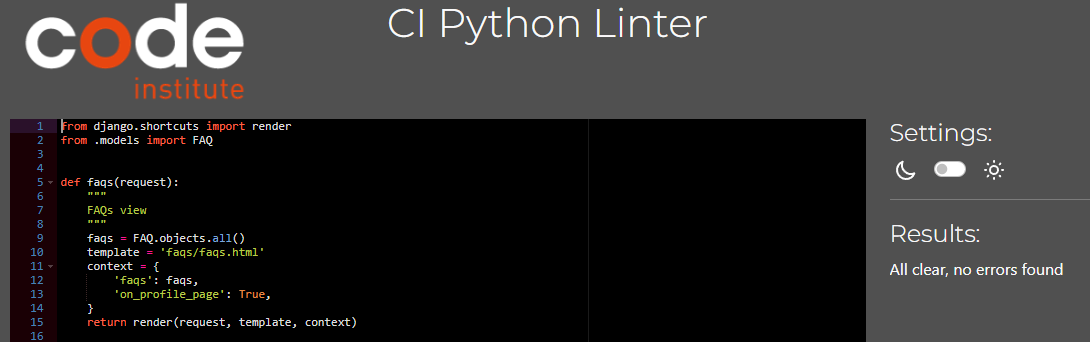 code
institute
CI Python Linter
1 from django.shortcuts import render
2 from .models import FAQ
3
4
5 def faqs(request):
6     """
7     FAQs view
8     """
9     faqs = FAQ.objects.all()
10     template = 'faqs/faqs.html'
11     context = {
12         'faqs': faqs,
13         'on_profile_page': True,
14     }
15     return render(request, template, context)
16
Settings:
Results:
All clear, no errors found